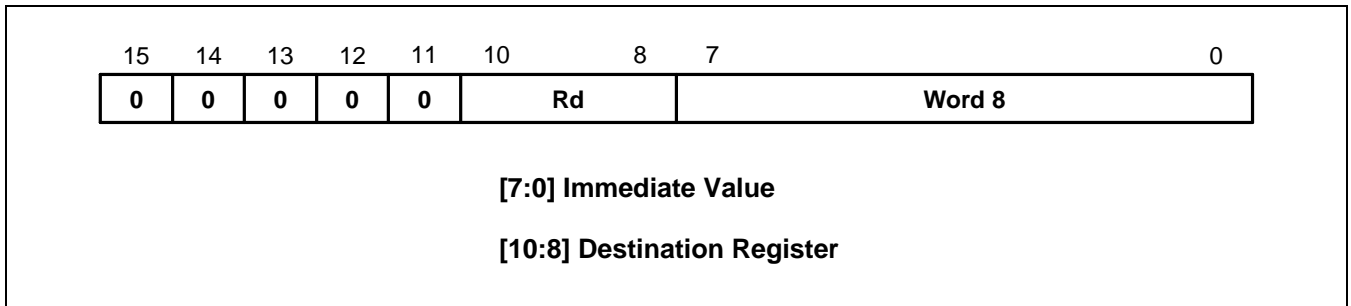 15 14 13 12 11 10 8 7 0
0 0 0 0 0 Rd Word 8
[7:0] Immediate Value
[10:8] Destination Register